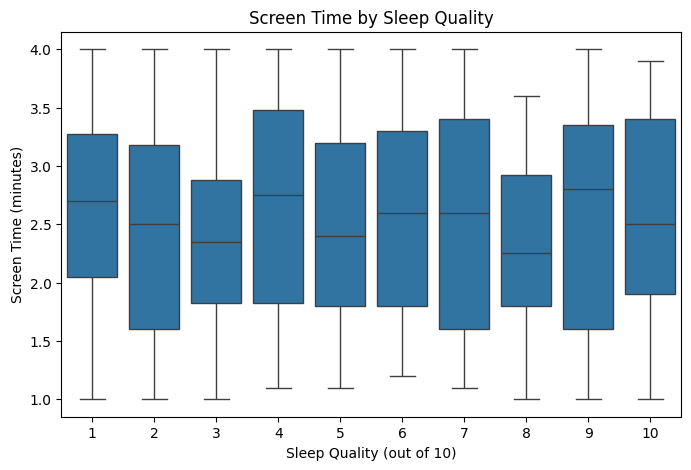 Screen Time by Sleep Quality
Screen Time (minutes)
4.0
3.5
3.0
2.5
2.0
1.5
1.0
1 2 3 4 5 6 7 8 9 10
Sleep Quality (out of 10)